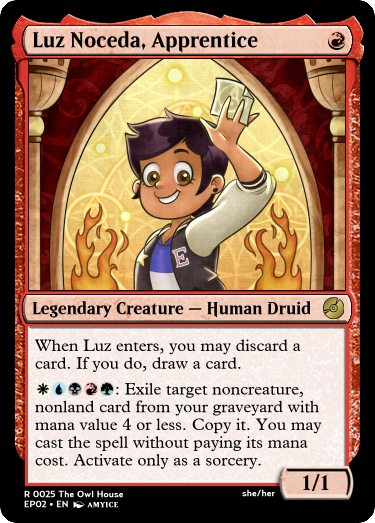 Luz Noceda, Apprentice
E
Legendary Creature — Human Druid
When Luz enters, you may discard a
card. If you do, draw a card.
: Exile target noncreature,
nonland card from your graveyard with
mana value 4 or less. Copy it. You may
cast the spell without paying its mana
cost. Activate only as a sorcery.
1/1
R 0025 The Owl House
she/her
EP02 • EN AMYICE